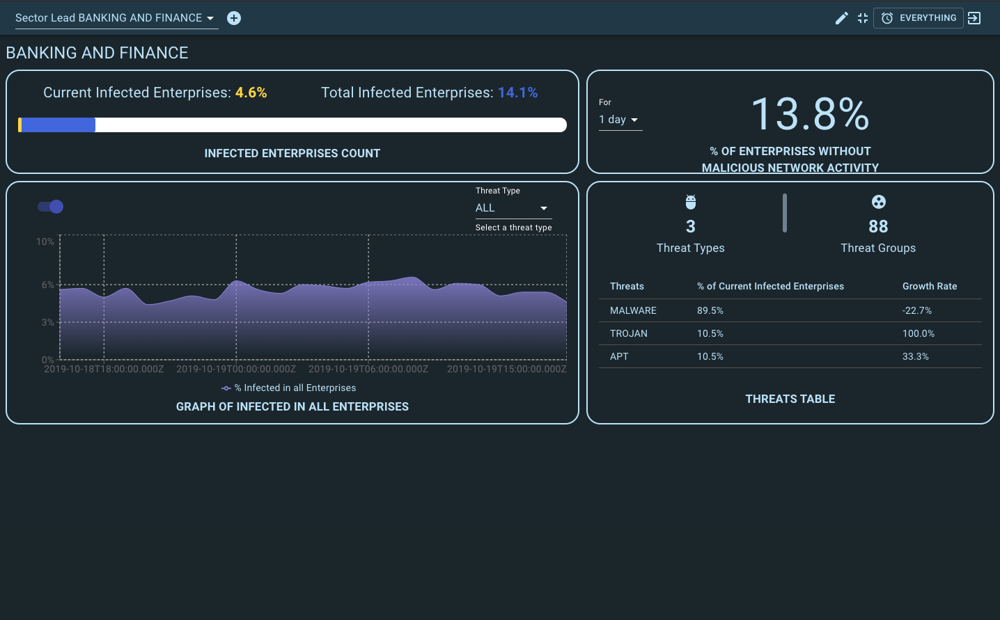 Sector Lead BANKING AND FINANCE
EVERYTHING
BANKING AND FINANCE
Current Infected Enterprises: 4.6%
Total Infected Enterprises: 14.1%
INFECTED ENTERPRISES COUNT
For
1 day
13.8%
% OF ENTERPRISES WITHOUT
MALICIOUS NETWORK ACTIVITY
Threat Type
ALL
Select a threat type
10%
6%
3%
0%
2019-10-18T18:00:00.000Z
2019-10-19T00:00:00.000Z
2019-10-19T06:00:00.000Z
2019-10-19T15:00:00.000Z
% Infected in all Enterprises
GRAPH OF INFECTED IN ALL ENTERPRISES
3
Threat Types
88
Threat Groups
Threats % of Current Infected Enterprises Growth Rate
MALWARE 89.5% -22.7%
TROJAN 10.5% 100.0%
APT 10.5% 33.3%
THREATS TABLE